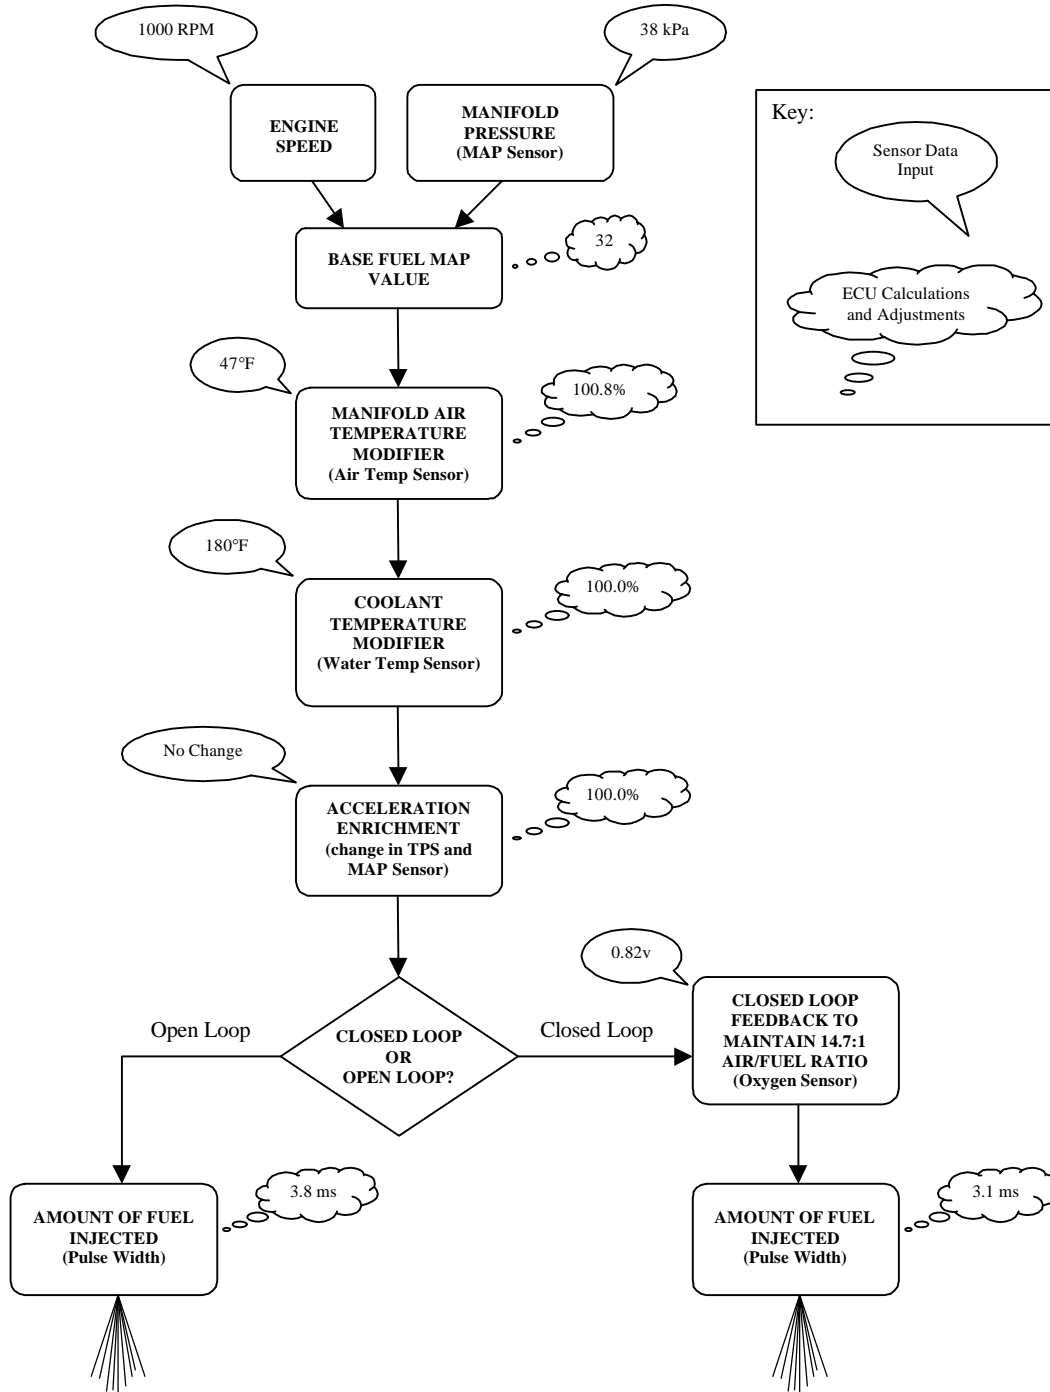 1000 RPM
38 kPa
ENGINE
SPEED
MANIFOLD
PRESSURE
(MAP Sensor)
Key:
Sensor Data
Input
ECU Calculations
and Adjustments
BASE FUEL MAP
VALUE
32
47°F
MANIFOLD AIR
TEMPERATURE
MODIFIER
(Air Temp Sensor)
100.8%
180°F
COOLANT
TEMPERATURE
MODIFIER
(Water Temp Sensor)
100.0%
No Change
ACCELERATION
ENRICHMENT
(change in TPS and
MAP Sensor)
100.0%
CLOSED LOOP
OR
OPEN LOOP?
Open Loop
Closed Loop
0.82v
CLOSED LOOP
FEEDBACK TO
MAINTAIN 14.7:1
AIR/FUEL RATIO
(Oxygen Sensor)
AMOUNT OF FUEL
INJECTED
(Pulse Width)
3.8 ms
AMOUNT OF FUEL
INJECTED
(Pulse Width)
3.1 ms